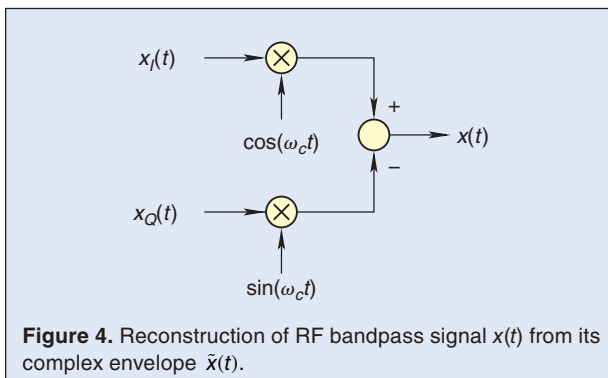 x_I(t)
+
cos(ω_c t)
x(t)
−
x_Q(t)
sin(ω_c t)
Figure 4. Reconstruction of RF bandpass signal x(t) from its
complex envelope x̃(t).